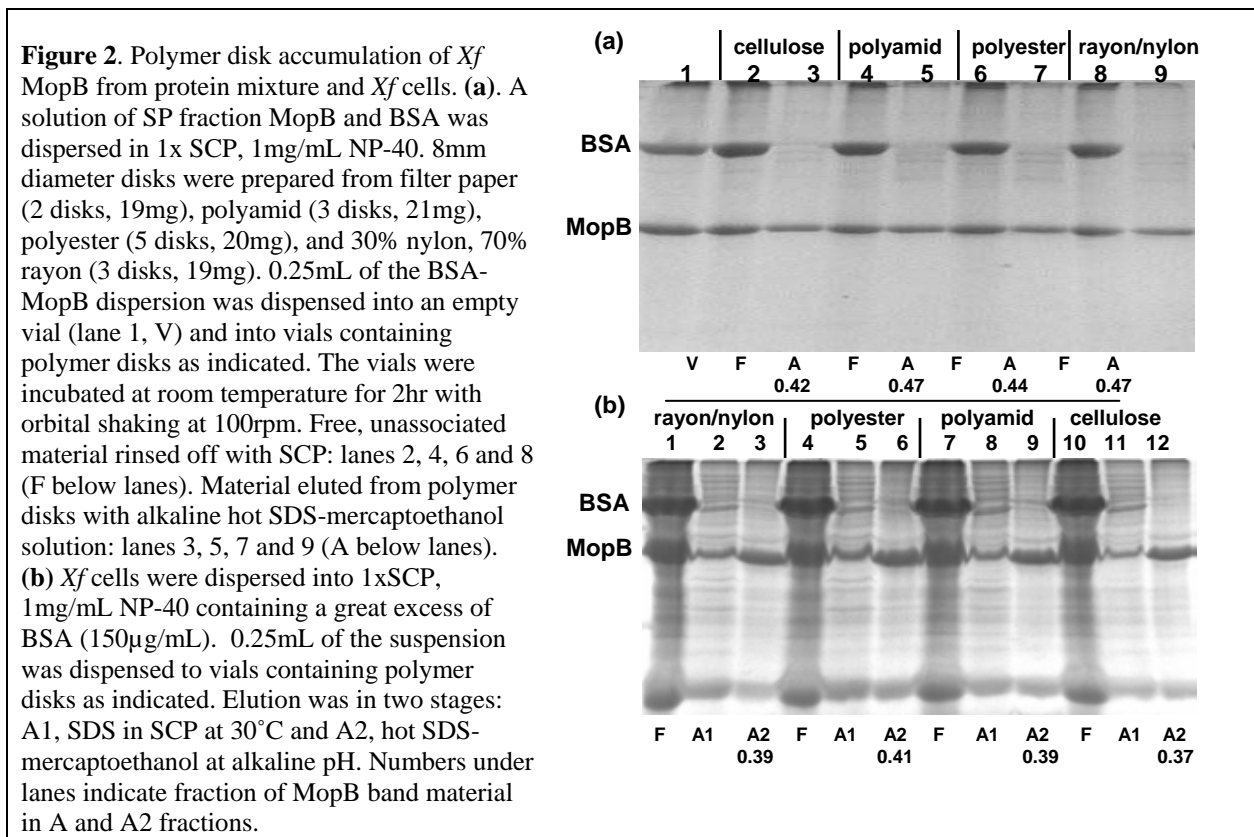 Figure 2. Polymer disk accumulation of Xf
MopB from protein mixture and Xf cells. (a). A
solution of SP fraction MopB and BSA was
dispersed in 1x SCP, 1mg/mL NP-40. 8mm
diameter disks were prepared from filter paper
(2 disks, 19mg), polyamid (3 disks, 21mg),
polyester (5 disks, 20mg), and 30% nylon, 70%
rayon (3 disks, 19mg). 0.25mL of the BSA-
MopB dispersion was dispensed into an empty
vial (lane 1, V) and into vials containing
polymer disks as indicated. The vials were
incubated at room temperature for 2hr with
orbital shaking at 100rpm. Free, unassociated
material rinsed off with SCP: lanes 2, 4, 6 and 8
(F below lanes). Material eluted from polymer
disks with alkaline hot SDS-mercaptoethanol
solution: lanes 3, 5, 7 and 9 (A below lanes).
(b) Xf cells were dispersed into 1xSCP,
1mg/mL NP-40 containing a great excess of
BSA (150µg/mL). 0.25mL of the suspension
was dispensed to vials containing polymer
disks as indicated. Elution was in two stages:
A1, SDS in SCP at 30˚C and A2, hot SDS-
mercaptoethanol at alkaline pH. Numbers under
lanes indicate fraction of MopB band material
in A and A2 fractions.
(a)
cellulose polyamid polyester rayon/nylon
1 2 3 4 5 6 7 8 9
BSA
MopB
V F A F A F A F A
0.42 0.47 0.44 0.47
(b)
rayon/nylon polyester polyamid cellulose
1 2 3 4 5 6 7 8 9 10 11 12
BSA
MopB
F A1 A2 F A1 A2 F A1 A2 F A1 A2
0.39 0.41 0.39 0.37